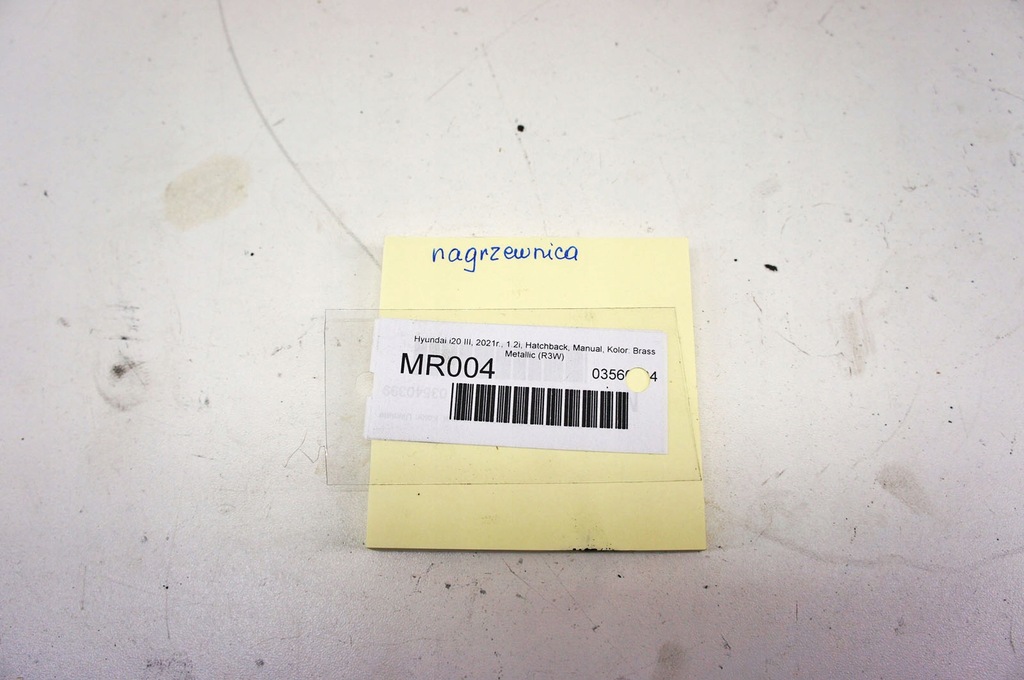 nagrzewnica
Hyundai i20 III, 2021r., 1.2i, Hatchback, Manual, Kolor: Brass
Metallic (R3W)
MR004